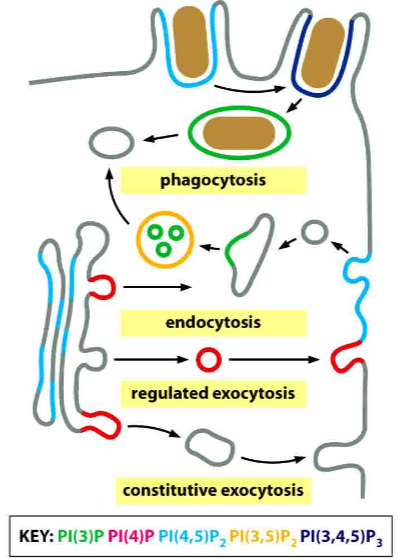 phagocytosis
endocytosis
regulated exocytosis
constitutive exocytosis
KEY: PI(3)P PI(4)P PI(4,5)P₂ PI(3,5)P₂ PI(3,4,5)P₃